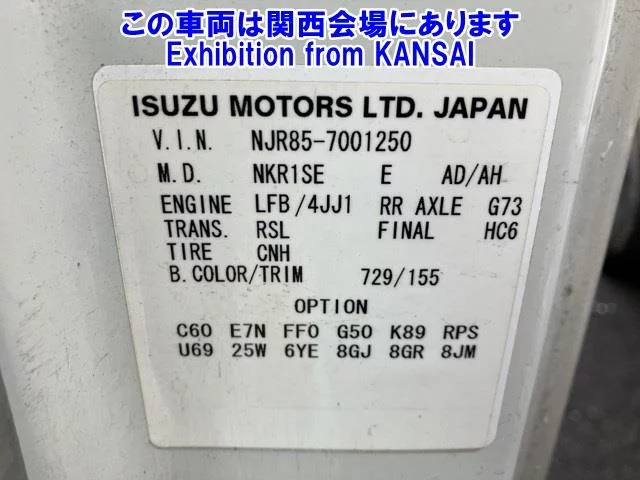 この車両は関西会場にあります
Exhibition from KANSAI
ISUZU MOTORS LTD. JAPAN
V.I.N. NJR85-7001250
M.D. NKR1SE E AD/AH
ENGINE LFB/4JJ1 RR AXLE G73
TRANS. RSL FINAL HC6
TIRE CNH
B.COLOR/TRIM 729/155
OPTION
C60 E7N FF0 G50 K89 RPS
U69 25W 6YE 8GJ 8GR 8JM